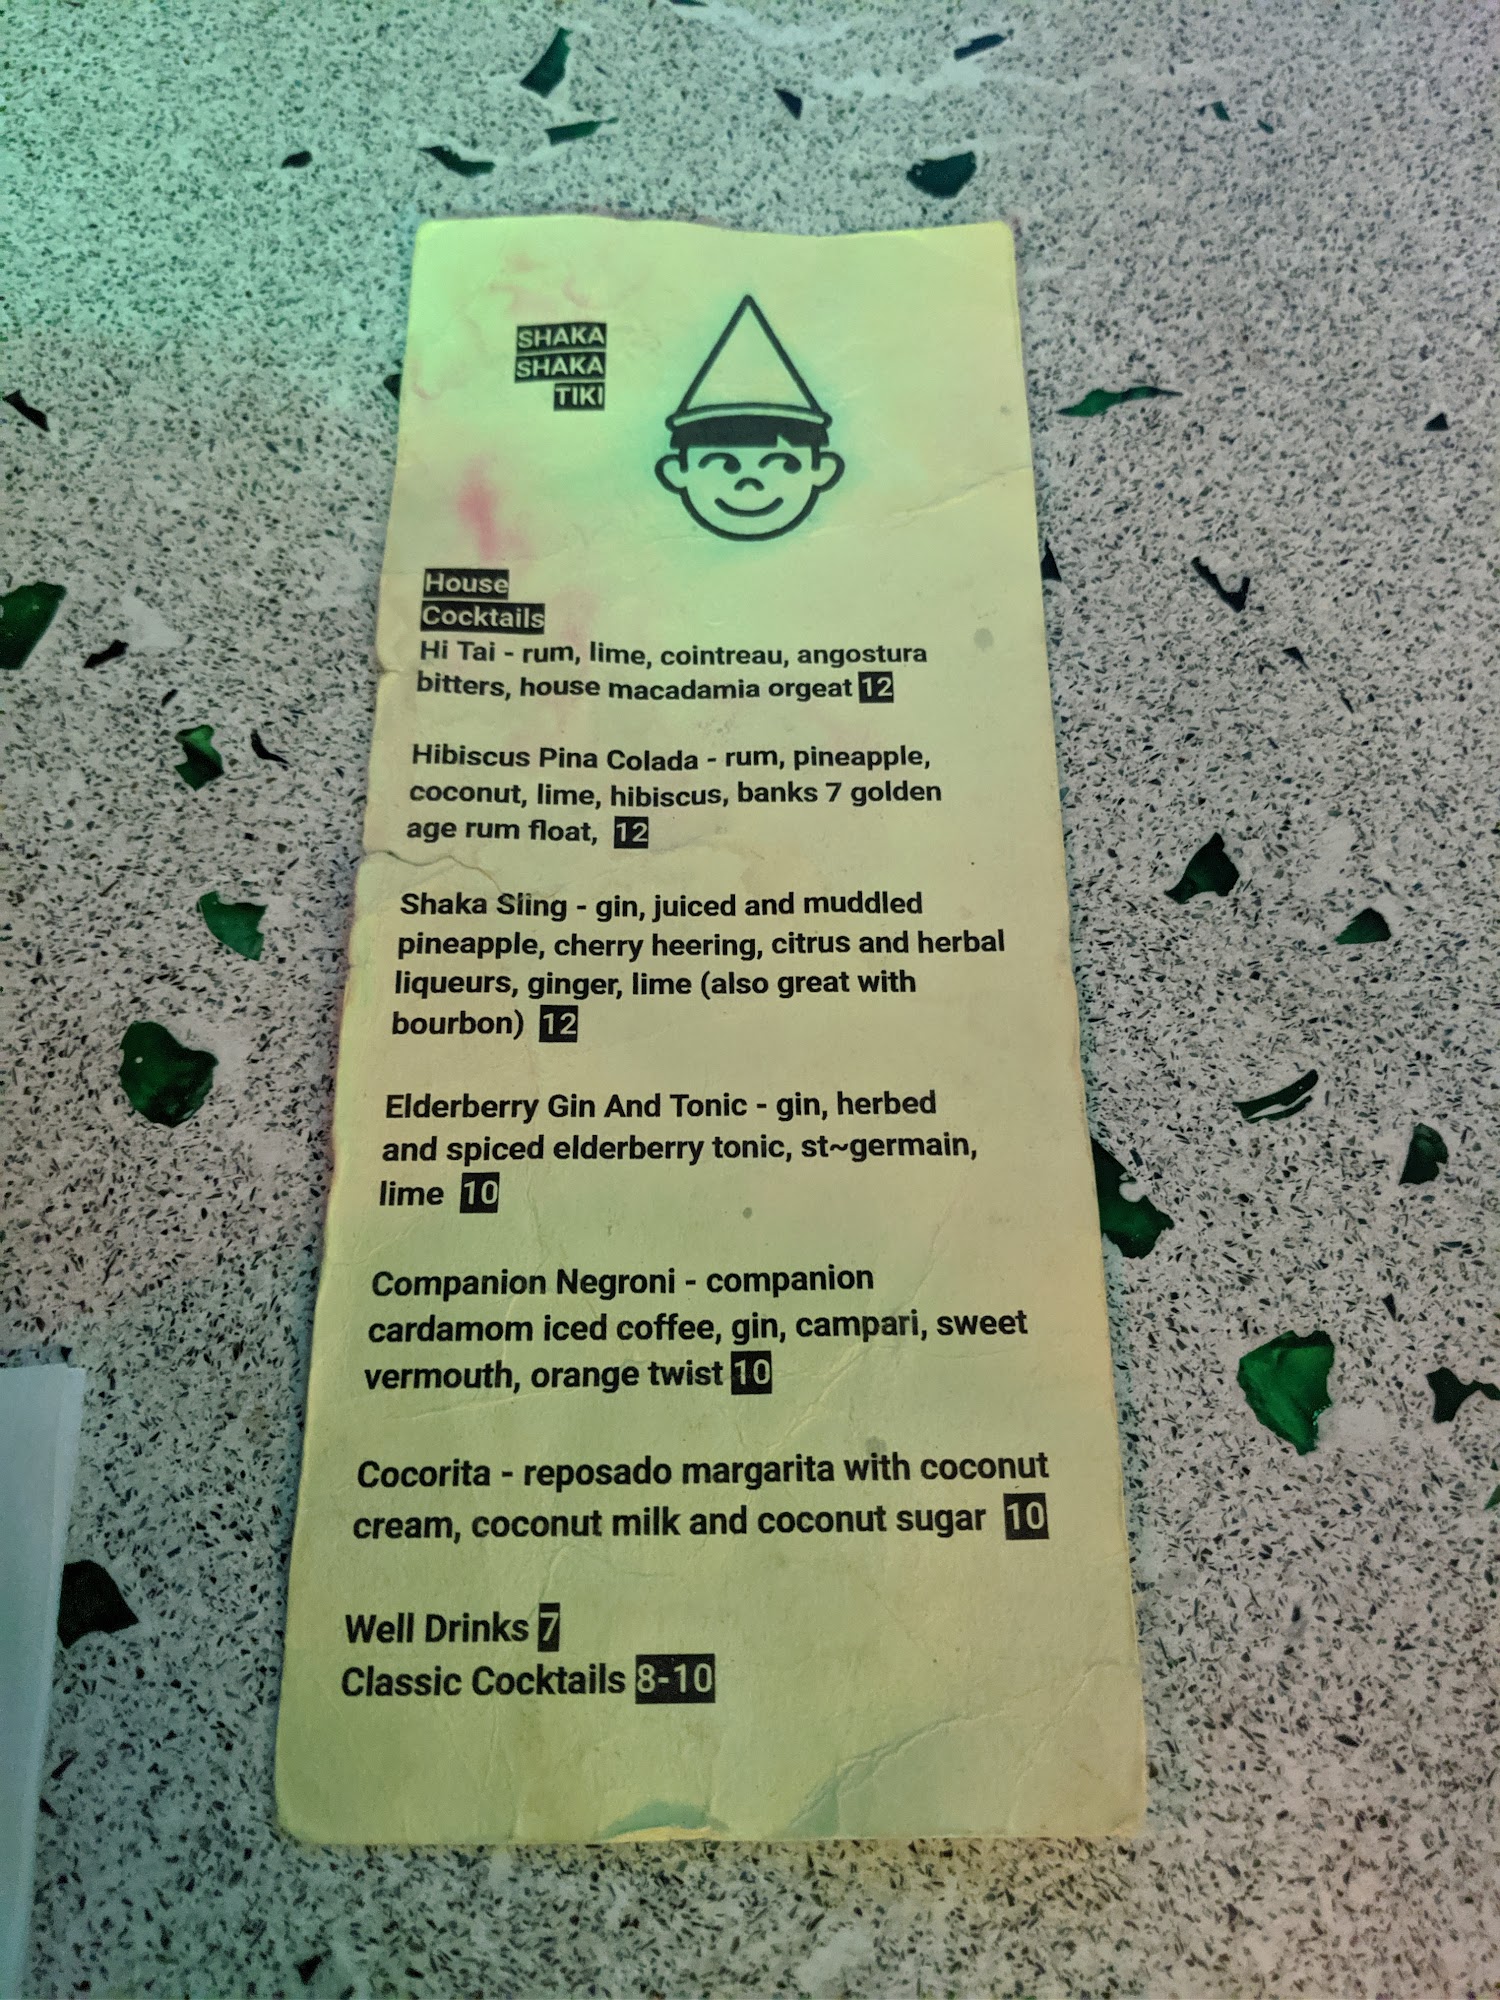 SHAKA
SHAKA
TIKI
House
Cocktails
Hi Tai - rum, lime, cointreau, angostura
bitters, house macadamia orgeat 12
Hibiscus Pina Colada - rum, pineapple,
coconut, lime, hibiscus, banks 7 golden
age rum float, 12
Shaka Sling - gin, juiced and muddled
pineapple, cherry heering, citrus and herbal
liqueurs, ginger, lime (also great with
bourbon) 12
Elderberry Gin And Tonic - gin, herbed
and spiced elderberry tonic, st~germain,
lime 10
Companion Negroni - companion
cardamom iced coffee, gin, campari, sweet
vermouth, orange twist 10
Cocorita - reposado margarita with coconut
cream, coconut milk and coconut sugar 10
Well Drinks 7
Classic Cocktails 8-10